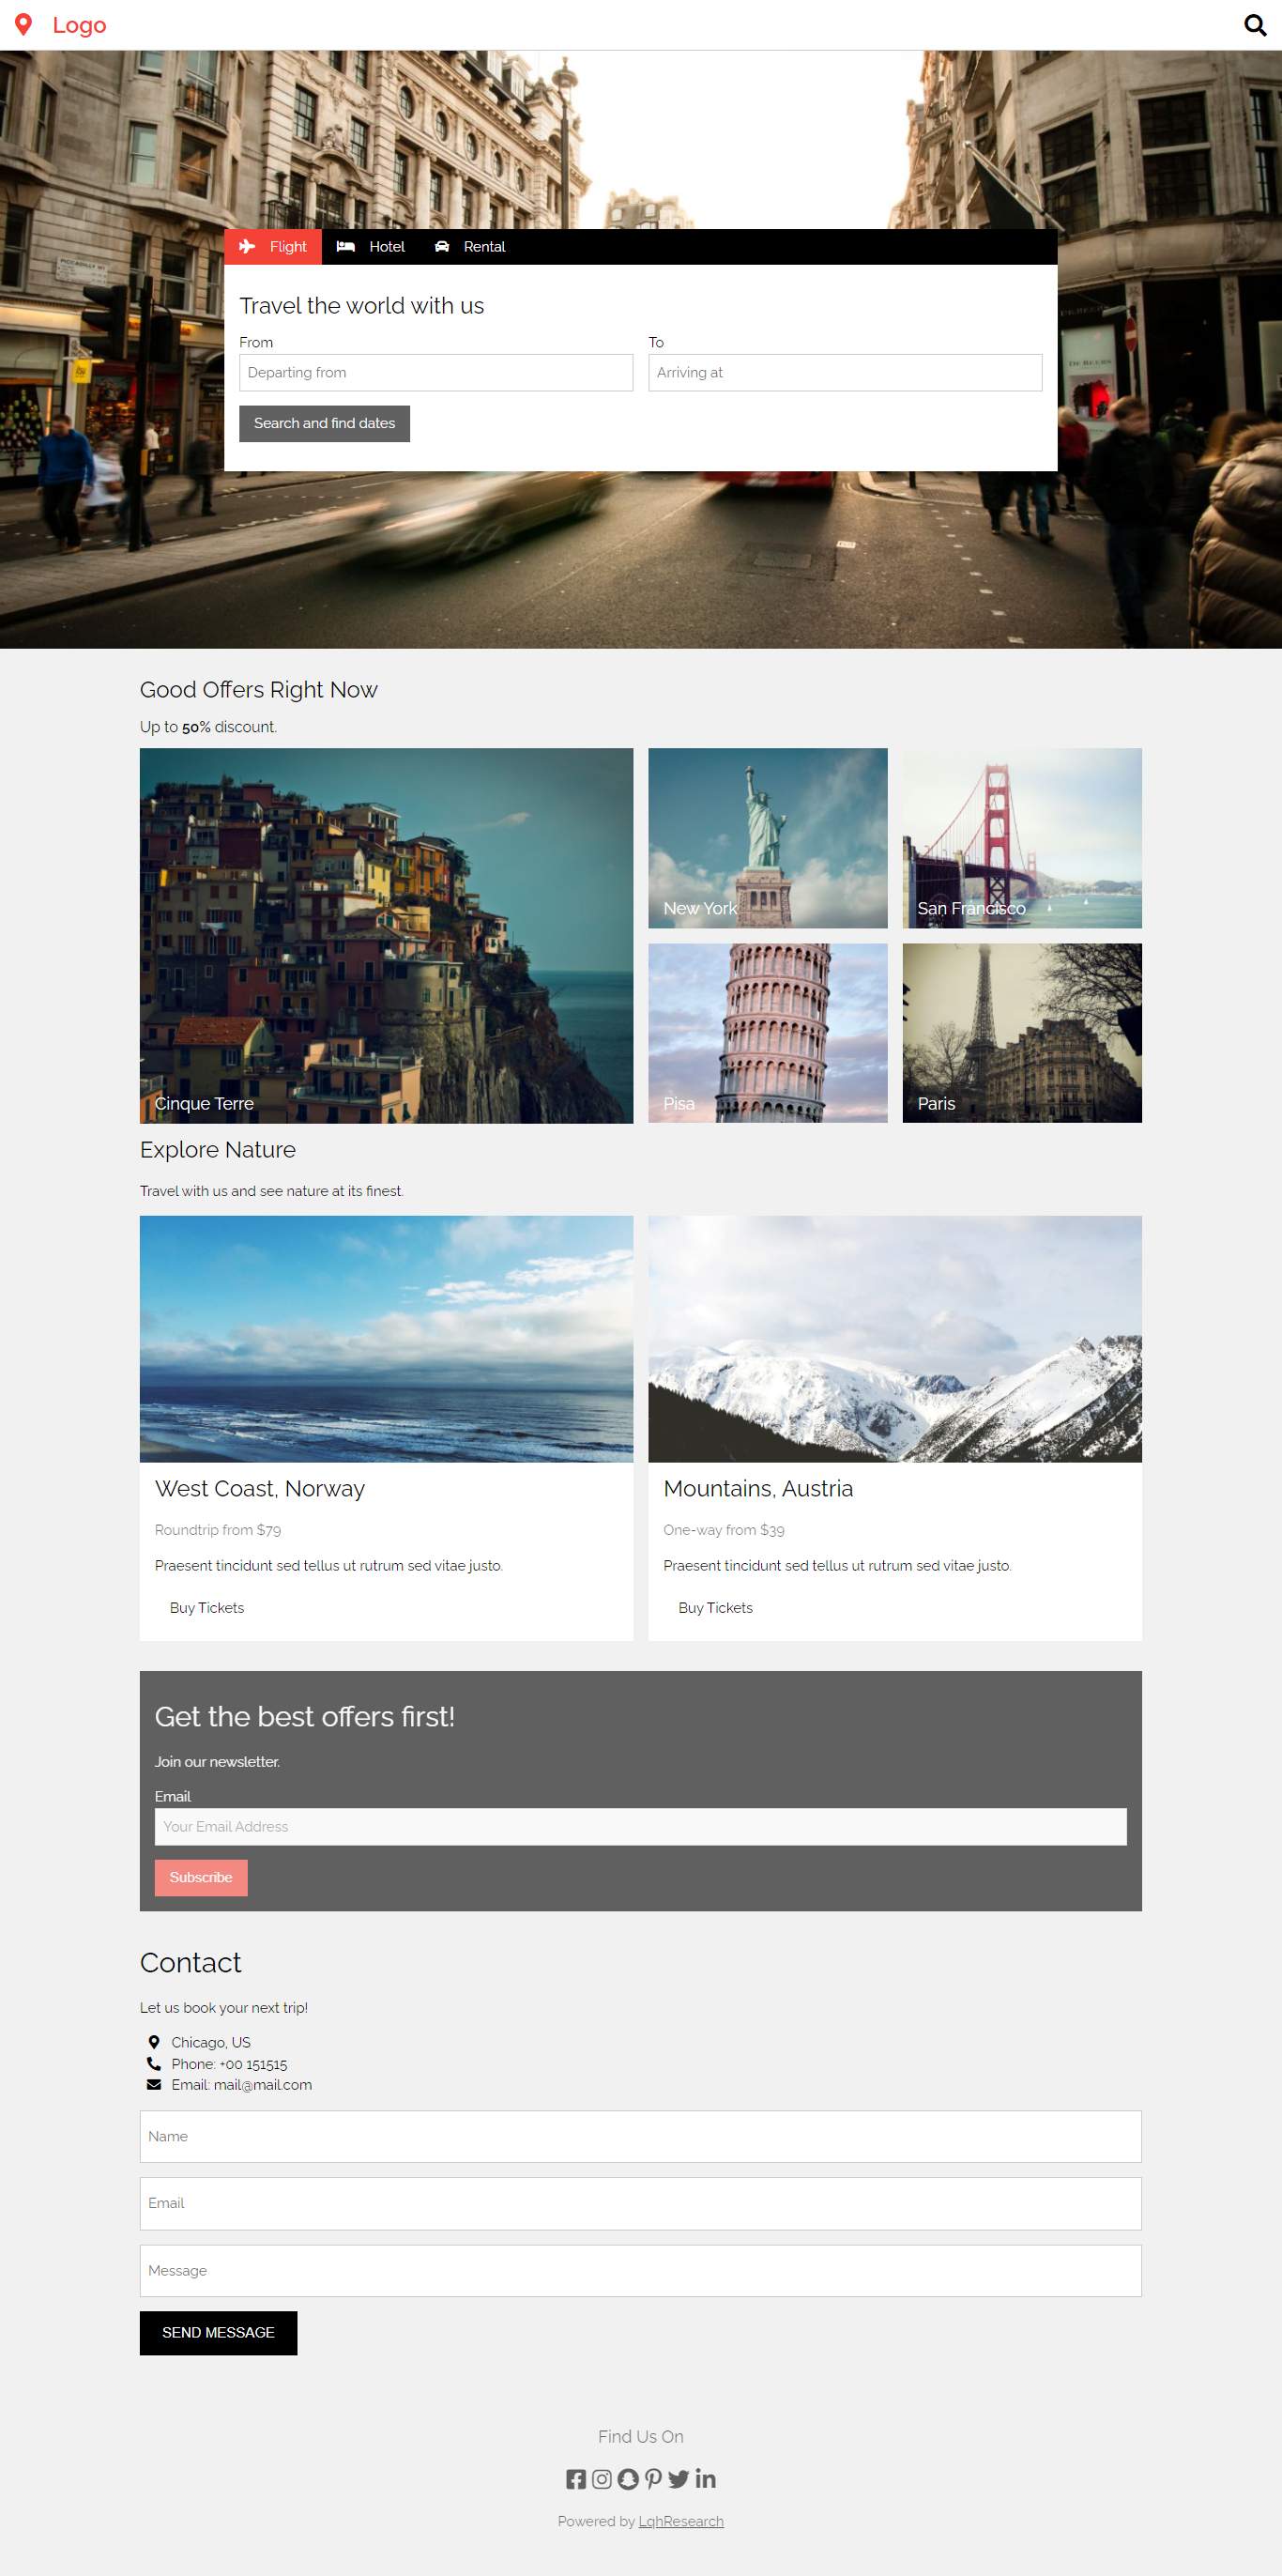 Logo
Flight Hotel Rental
Travel the world with us
From To
Departing from Arriving at
Search and find dates
PICCADILLY
DE BEERS
Good Offers Right Now
Up to 50% discount.
New York San Francisco
Cinque Terre Pisa Paris
Explore Nature
Travel with us and see nature at its finest.
West Coast, Norway Mountains, Austria
Roundtrip from $79 One-way from $39
Praesent tincidunt sed tellus ut rutrum sed vitae justo. Praesent tincidunt sed tellus ut rutrum sed vitae justo.
Buy Tickets Buy Tickets
Get the best offers first!
Join our newsletter.
Email
Your Email Address
Subscribe
Contact
Let us book your next trip!
Chicago, US
Phone: +00 151515
Email: mail@mail.com
Name
Email
Message
SEND MESSAGE
Find Us On
Powered by LqhResearch